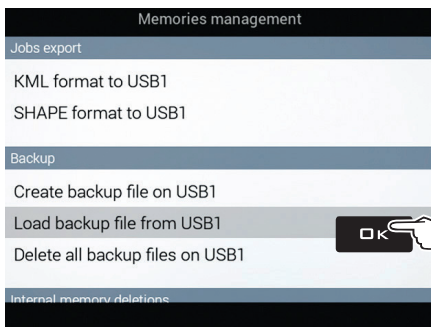 Memories management
Jobs export
KML format to USB1
SHAPE format to USB1
Backup
Create backup file on USB1
Load backup file from USB1
OK
Delete all backup files on USB1
Internal memory deletions